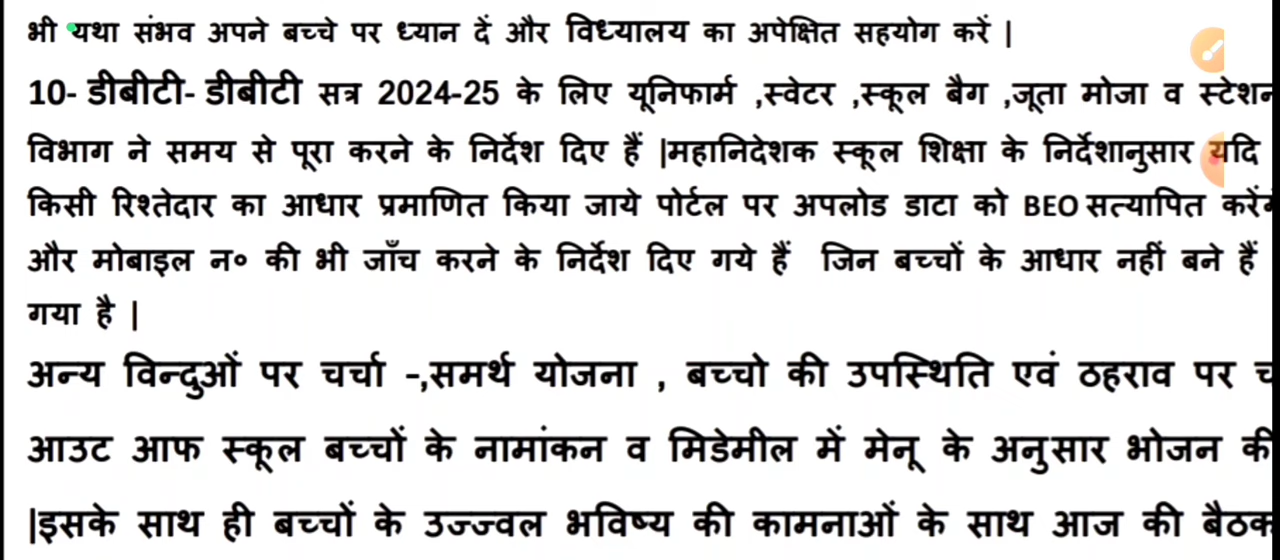 भी यथा संभव अपने बच्चे पर ध्यान दें और विध्यालय का अपेक्षित सहयोग करें |
10- डीबीटी- डीबीटी सत्र 2024-25 के लिए यूनिफार्म ,स्वेटर ,स्कूल बैग ,जूता मोजा व
विभाग ने समय से पूरा करने के निर्देश दिए हैं |महानिदेशक स्कूल शिक्षा के निर्देशानुसार यदि
किसी रिश्तेदार का आधार प्रमाणित किया जाये पोर्टल पर अपलोड डाटा को BEO सत्यापित
और मोबाइल न० की भी जाँच करने के निर्देश दिए गये हैं जिन बच्चों के आधार नहीं बने हैं
गया है |
अन्य विन्दुओं पर चर्चा -,समर्थ योजना , बच्चो की उपस्थिति एवं ठहराव पर
आउट आफ स्कूल बच्चों के नामांकन व मिडेमील में मेनू के अनुसार भोजन की
|इसके साथ ही बच्चों के उज्ज्वल भविष्य की कामनाओं के साथ आज की बैठक